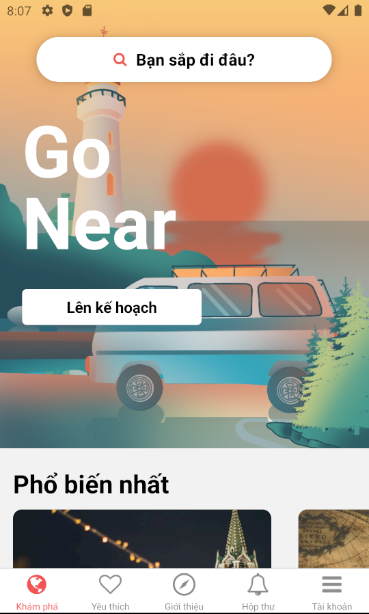 8:07
Bạn sắp đi đâu?
Go
Near
Lên kế hoạch
Phổ biến nhất
Khám phá
Yêu thích
Giới thiệu
Hộp thư
Tài khoản